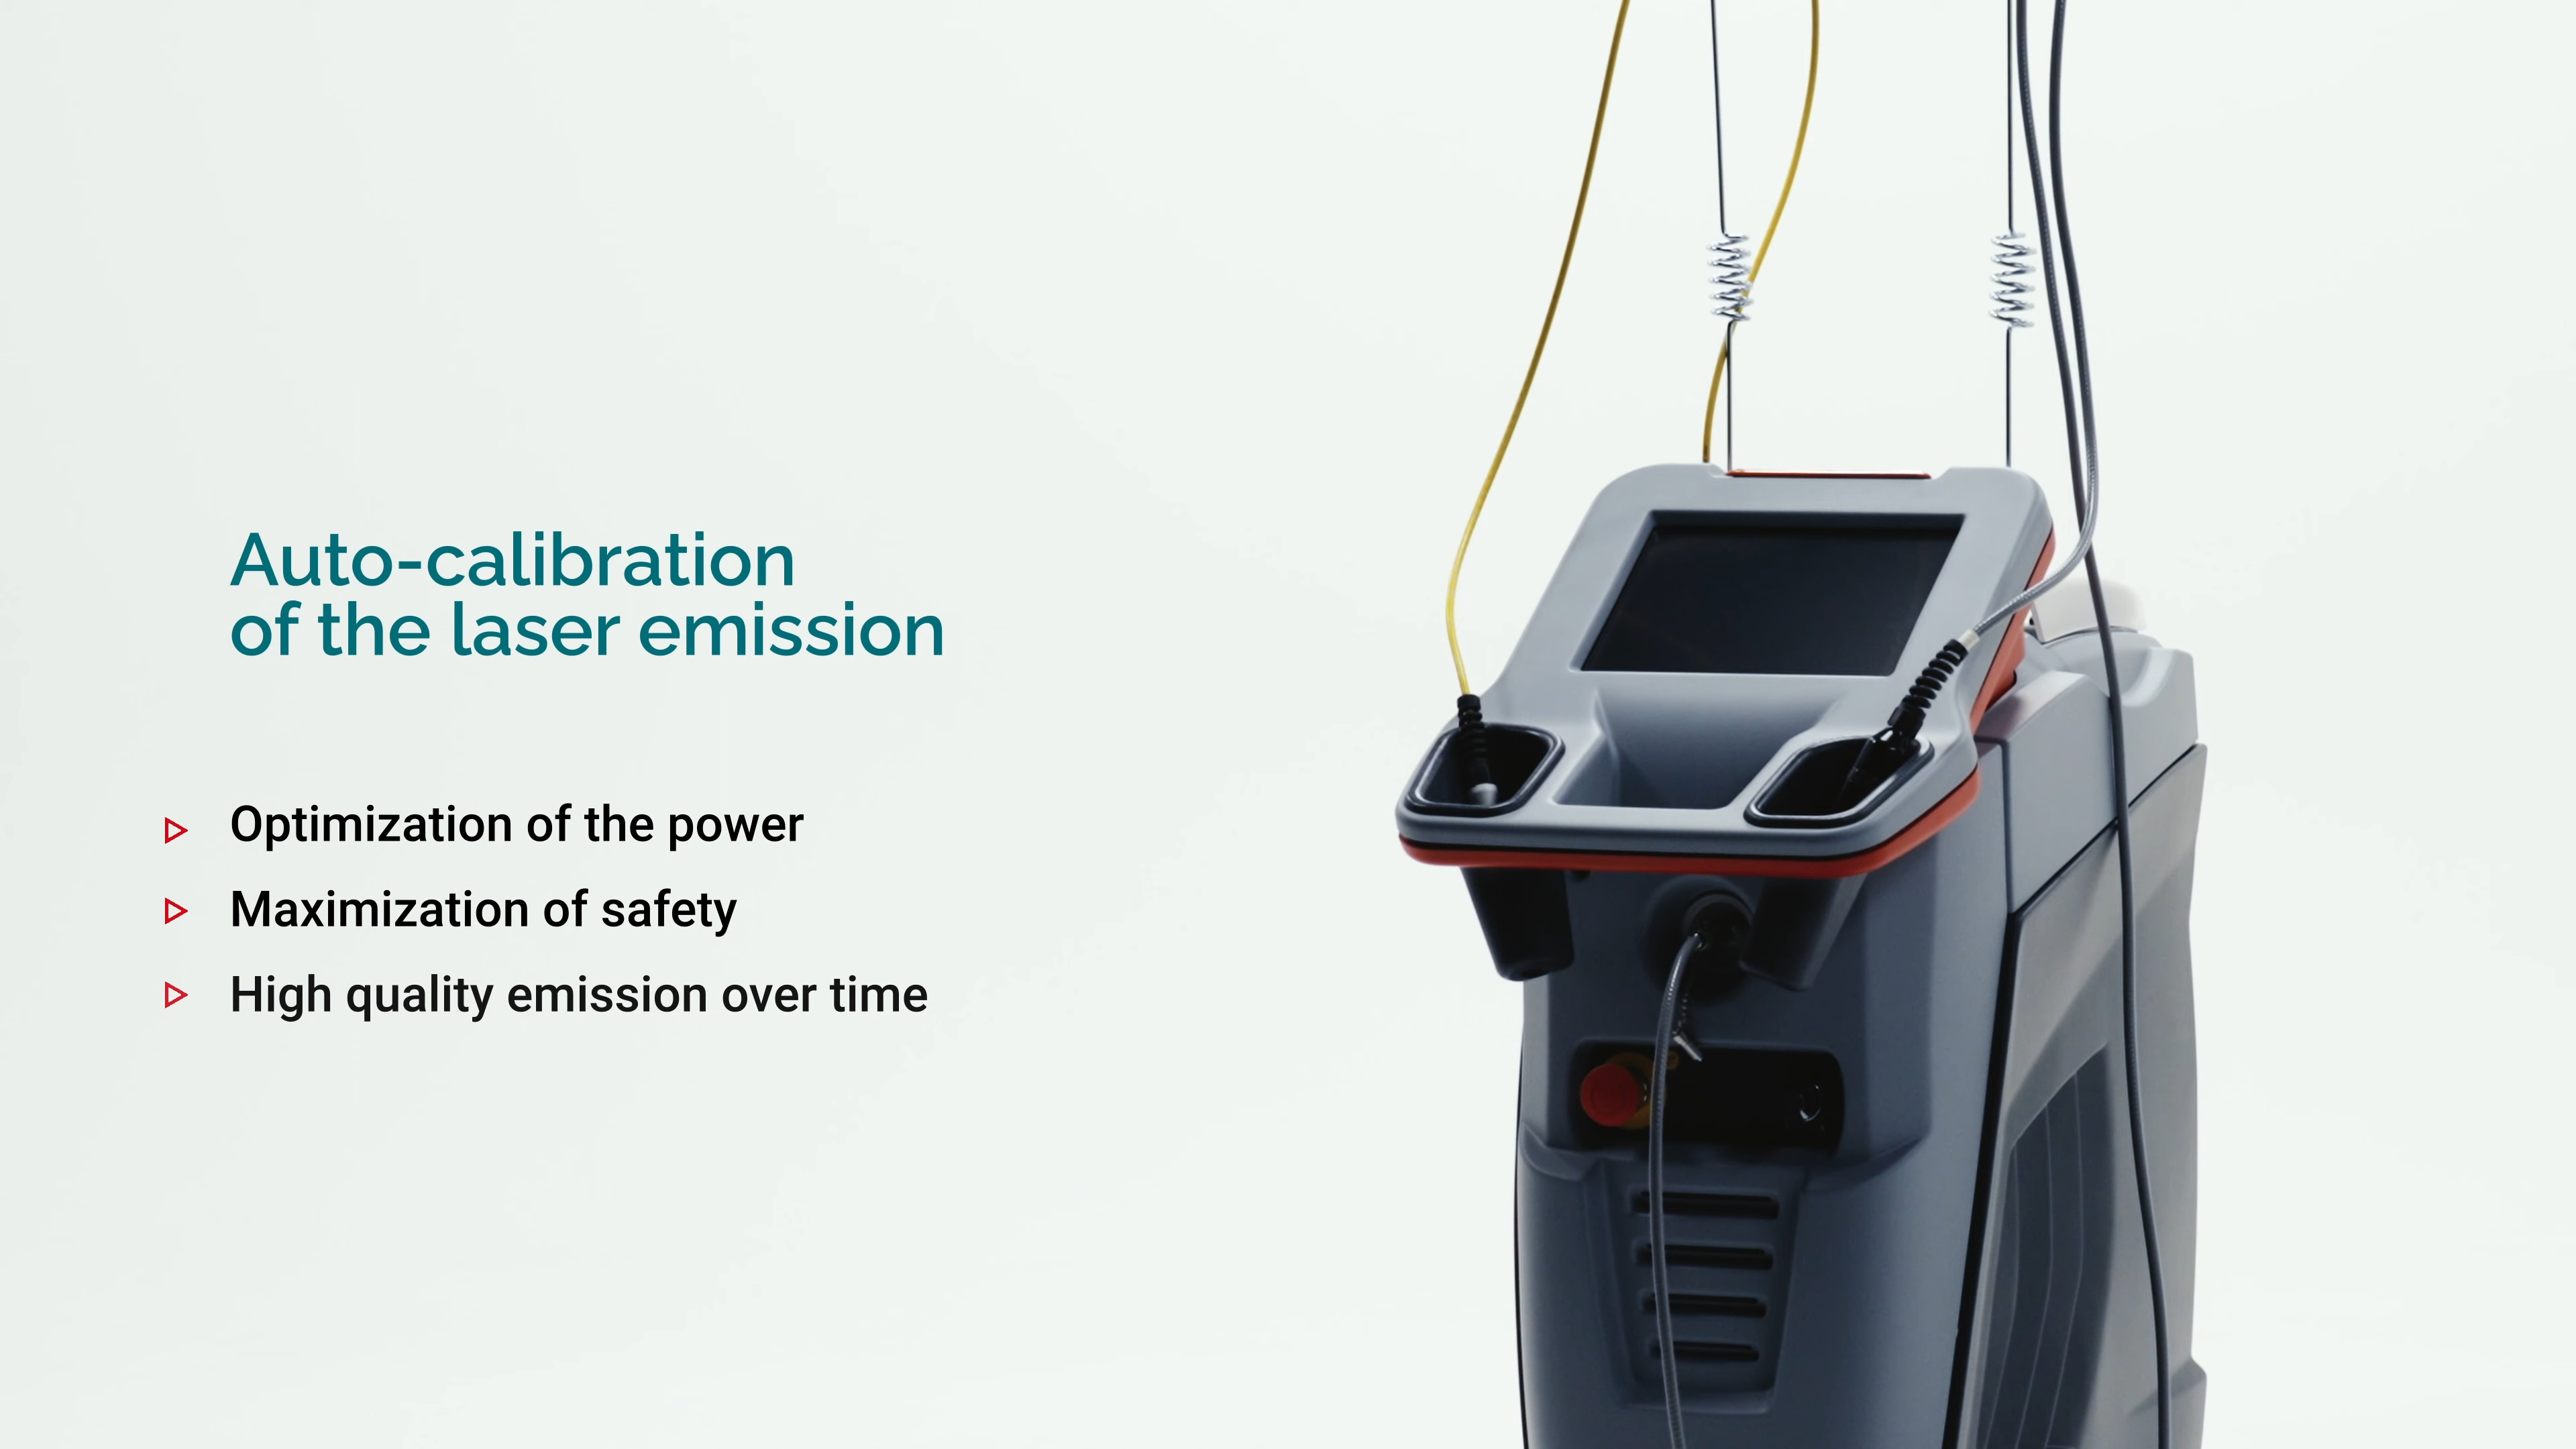 Auto-calibration
of the laser emission
Optimization of the power
Maximization of safety
High quality emission over time